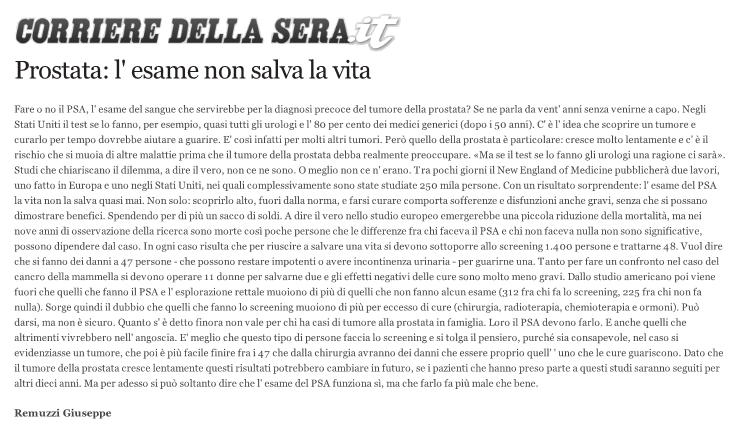 CORRIERE DELLA SERA.it
Prostata: l' esame non salva la vita
Fare o no il PSA, l' esame del sangue che servirebbe per la diagnosi precoce del tumore della prostata? Se ne parla da vent' anni senza venirne a capo. Negli
Stati Uniti il test se lo fanno, per esempio, quasi tutti gli urologi e l' 80 per cento dei medici generici (dopo i 50 anni). C' è l' idea che scoprire un tumore e
curarlo per tempo dovrebbe aiutare a guarire. E' così infatti per molti altri tumori. Però quello della prostata è particolare: cresce molto lentamente e c' è il
rischio che si muoia di altre malattie prima che il tumore della prostata debba realmente preoccupare. «Ma se il test se lo fanno gli urologi una ragione ci sarà».
Studi che chiariscano il dilemma, a dire il vero, non ce ne sono. O meglio non ce n' erano. Tra pochi giorni il New England of Medicine pubblicherà due lavori,
uno fatto in Europa e uno negli Stati Uniti, nei quali complessivamente sono state studiate 250 mila persone. Con un risultato sorprendente: l' esame del PSA
la vita non la salva quasi mai. Non solo: scoprirlo alto, fuori dalla norma, e farsi curare comporta sofferenze e disfunzioni anche gravi, senza che si possano
dimostrare benefici. Spendendo per di più un sacco di soldi. A dire il vero nello studio europeo emergerebbe una piccola riduzione della mortalità, ma nei
nove anni di osservazione della ricerca sono morte così poche persone che le differenze fra chi faceva il PSA e chi non faceva nulla non sono significative,
possono dipendere dal caso. In ogni caso risulta che per riuscire a salvare una vita si devono sottoporre allo screening 1.400 persone e trattarne 48. Vuol dire
che si fanno dei danni a 47 persone - che possono restare impotenti o avere incontinenza urinaria - per guarirne una. Tanto per fare un confronto nel caso del
cancro della mammella si devono operare 11 donne per salvarne due e gli effetti negativi delle cure sono molto meno gravi. Dallo studio americano poi viene
fuori che quelli che fanno il PSA e l' esplorazione rettale muoiono di più di quelli che non fanno alcun esame (312 fra chi fa lo screening, 225 fra chi non fa
nulla). Sorge quindi il dubbio che quelli che fanno lo screening muoiono di più per eccesso di cure (chirurgia, radioterapia, chemioterapia e ormoni). Può
darsi, ma non è sicuro. Quanto s' è detto finora non vale per chi ha casi di tumore alla prostata in famiglia. Loro il PSA devono farlo. E anche quelli che
altrimenti vivrebbero nell' angoscia. E' meglio che questo tipo di persone faccia lo screening e si tolga il pensiero, purché sia consapevole, nel caso si
evidenziasse un tumore, che poi è più facile finire fra i 47 che dalla chirurgia avranno dei danni che essere proprio quell' ' uno che le cure guariscono. Dato che
il tumore della prostata cresce lentamente questi risultati potrebbero cambiare in futuro, se i pazienti che hanno preso parte a questi studi saranno seguiti per
altri dieci anni. Ma per adesso si può soltanto dire che l' esame del PSA funziona sì, ma che farlo fa più male che bene.
Remuzzi Giuseppe